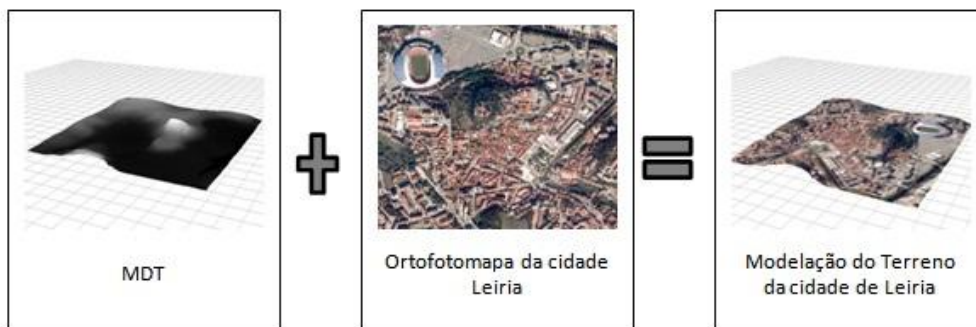 MDT
Ortofotomapa da cidade
Leiria
Modelação do Terreno
da cidade de Leiria